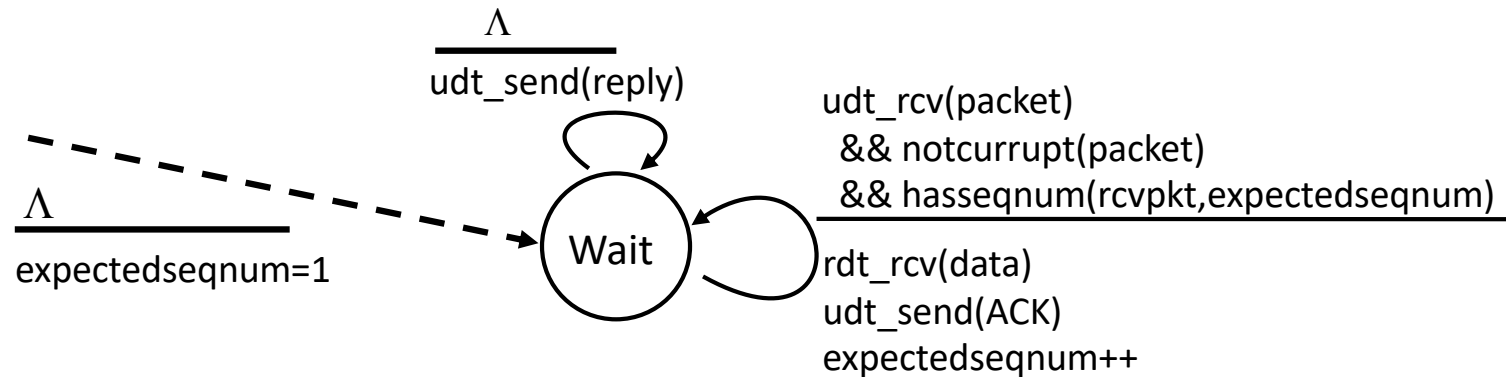 Λ
udt_send(reply)
udt_rcv(packet)
&& notcurrupt(packet)
&& hasseqnum(rcvpkt,expectedseqnum)
Λ
expectedseqnum=1
Wait
rdt_rcv(data)
udt_send(ACK)
expectedseqnum++